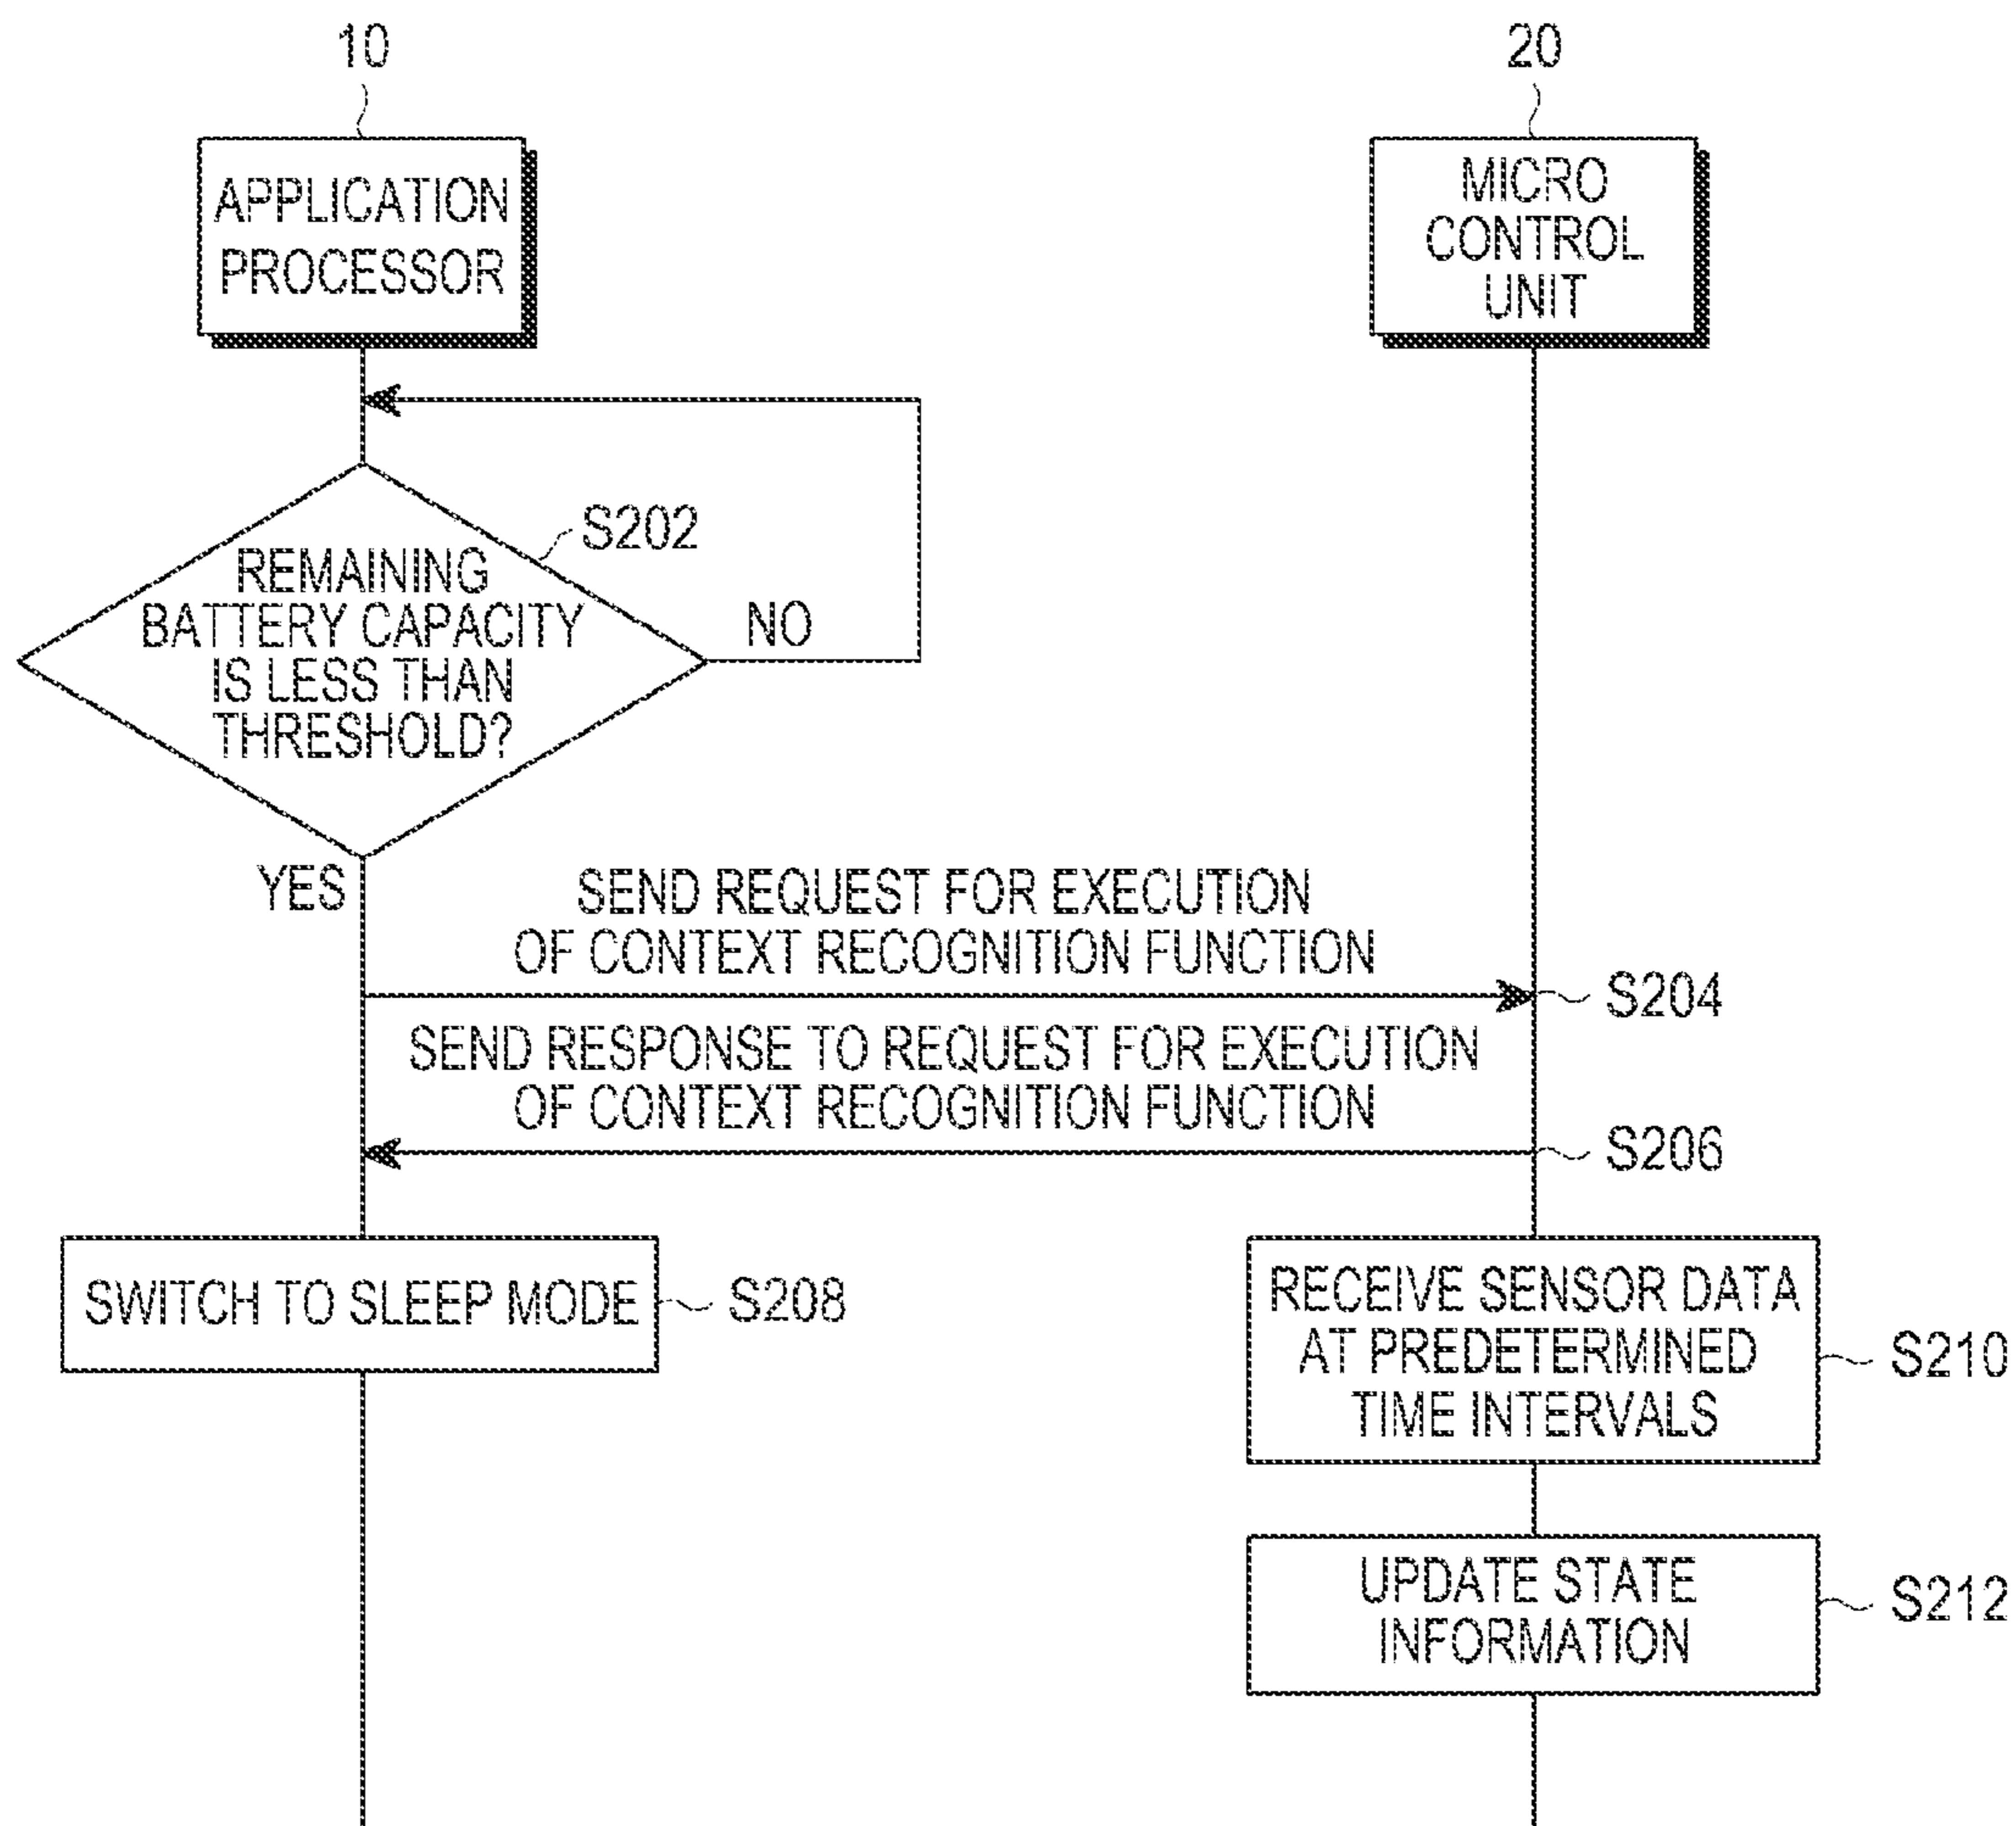 10
20
APPLICATION
PROCESSOR
MICRO
CONTROL
UNIT
S202
REMAINING
BATTERY CAPACITY
IS LESS THAN
THRESHOLD?
NO
YES
SEND REQUEST FOR EXECUTION
OF CONTEXT RECOGNITION FUNCTION
S204
SEND RESPONSE TO REQUEST FOR EXECUTION
OF CONTEXT RECOGNITION FUNCTION
S206
SWITCH TO SLEEP MODE
S208
RECEIVE SENSOR DATA
AT PREDETERMINED
TIME INTERVALS
S210
UPDATE STATE
INFORMATION
S212